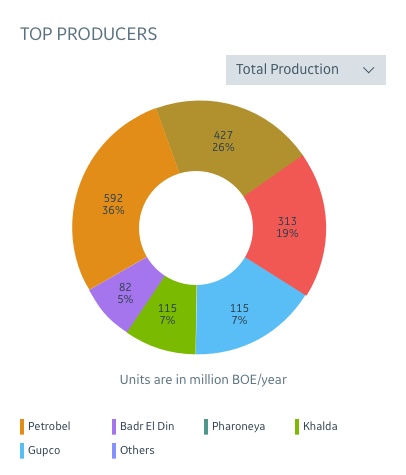 TOP PRODUCERS
Total Production
427
26%
592
36%
313
19%
82
5%
115
7%
115
7%
Units are in million BOE/year
Petrobel Badr El Din Pharoneya Khalda
Gupco Others